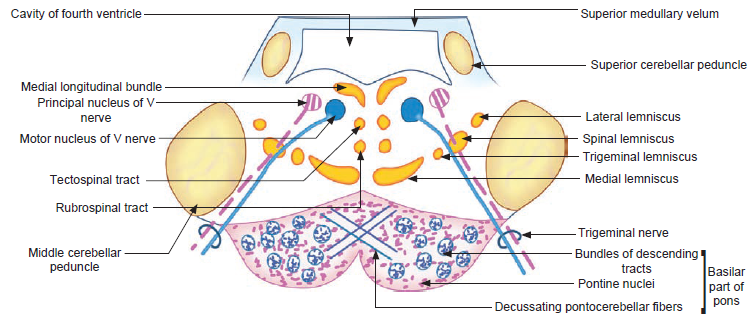 Cavity of fourth ventricle
Superior medullary velum
Superior cerebellar peduncle
Medial longitudinal bundle
Principal nucleus of V
nerve
Motor nucleus of V nerve
Tectospinal tract
Rubrospinal tract
Middle cerebellar
peduncle
Lateral lemniscus
Spinal lemniscus
Trigeminal lemniscus
Medial lemniscus
Trigeminal nerve
Bundles of descending
tracts
Pontine nuclei
Decussating pontocerebellar fibers
Basilar
part of
pons